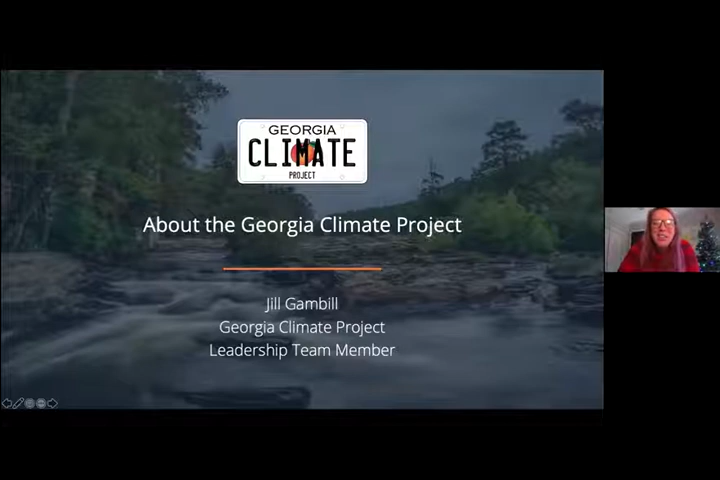 GEORGIA
CLIMATE
PROJECT
About the Georgia Climate Project
Jill Gambill
Georgia Climate Project
Leadership Team Member